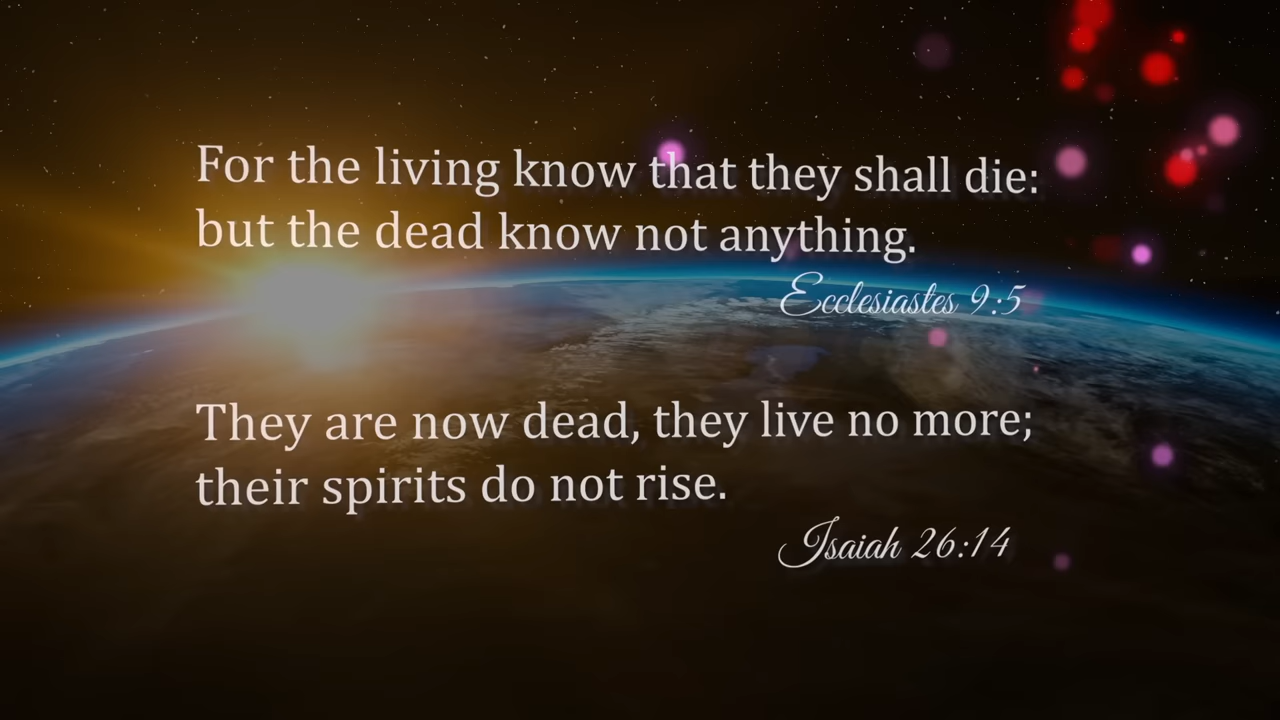 For the living know that they shall die:
but the dead know not anything.
Ecclesiastes 9:5
They are now dead, they live no more;
their spirits do not rise.
Isaiah 26:14